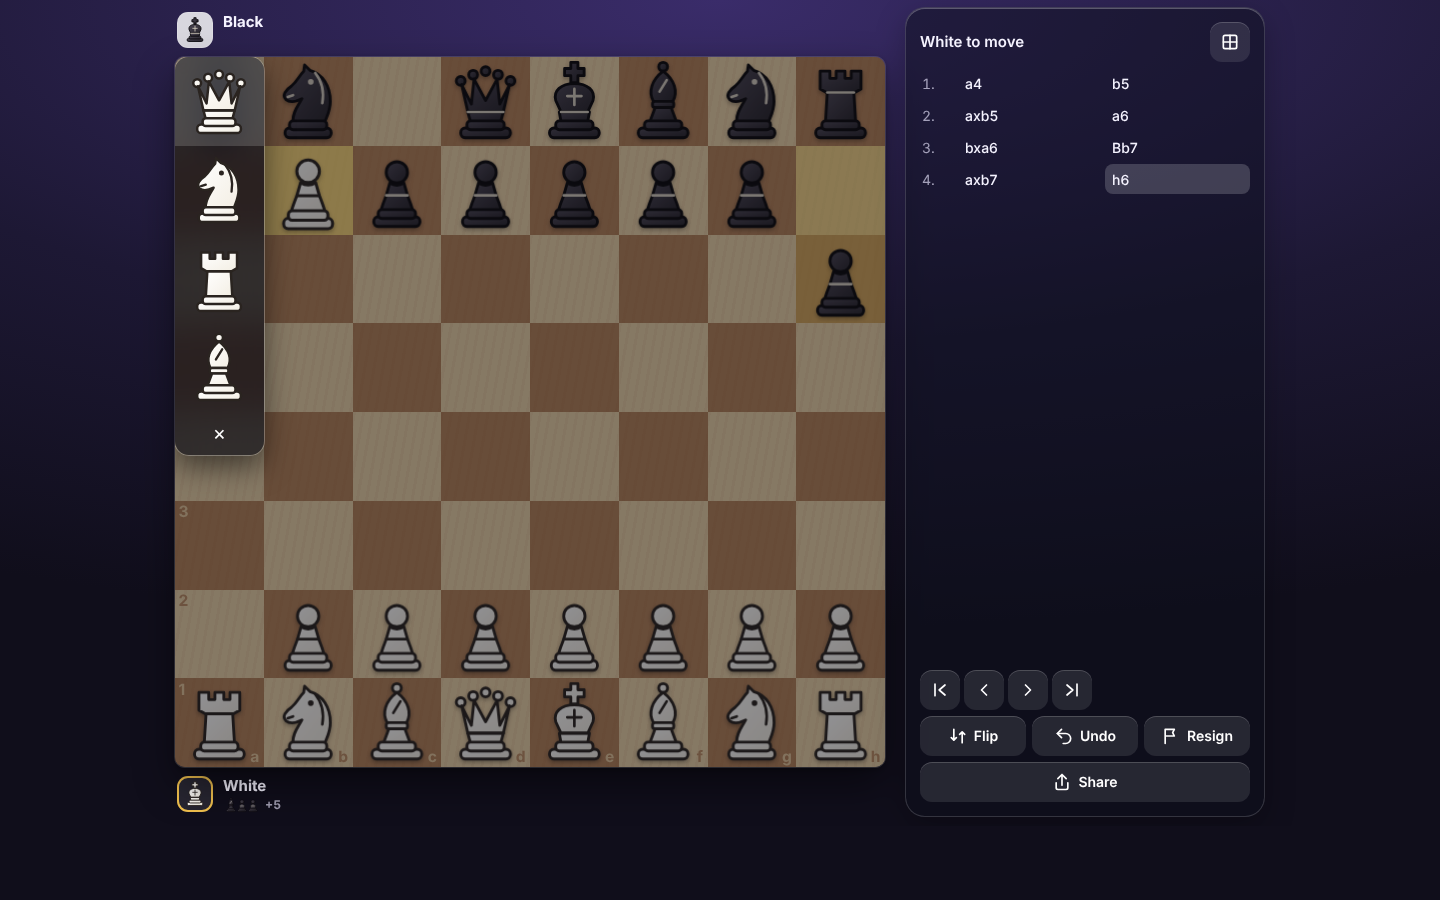 Black
White to move
1. a4 b5
2. axb5 a6
3. bxa6 Bb7
4. axb7 h6
3
2
1
a b c d e f g h
White
+5
Flip
Undo
Resign
Share